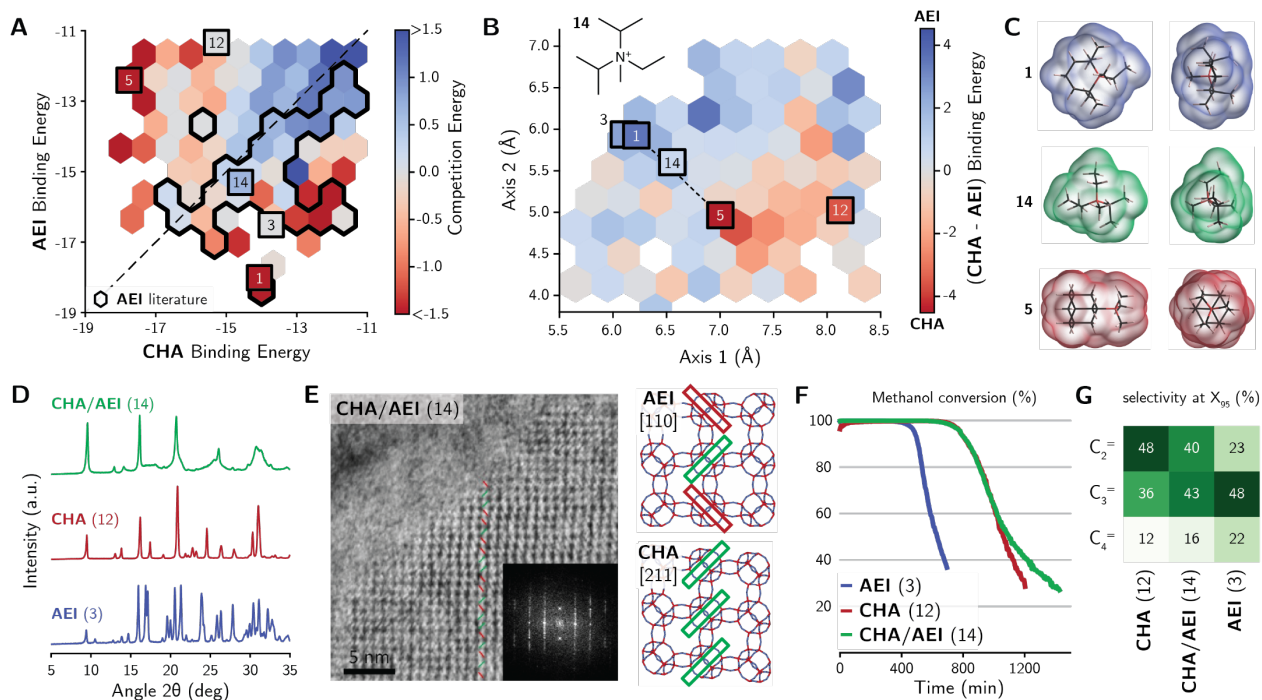 A
AEI Binding Energy
-11
-13
-15
-17
-19
12
5
14
3
1
AEI literature
-19
-17
-15
-13
-11
CHA Binding Energy
>1.5
1.0
0.5
0.0
-0.5
-1.0
<-1.5
Competition Energy
B
Axis 2 (Å)
7.0
6.5
6.0
5.5
5.0
4.5
4.0
14
N+
3
1
14
5
12
5.5
6.0
6.5
7.0
7.5
8.0
8.5
Axis 1 (Å)
AEI
4
2
0
-2
-4
CHA
(CHA - AEI) Binding Energy
C
1
14
5
D
Intensity (a.u.)
CHA/AEI (14)
CHA (12)
AEI (3)
5
10
15
20
25
30
35
Angle 2θ (deg)
E
CHA/AEI (14)
5 nm
AEI
[110]
CHA
[211]
F
Methanol conversion (%)
100
80
60
40
20
AEI (3)
CHA (12)
CHA/AEI (14)
0
400
800
1200
Time (min)
G
selectivity at X95 (%)
C2=
48
40
23
C3=
36
43
48
C4=
12
16
22
CHA (12)
CHA/AEI (14)
AEI (3)